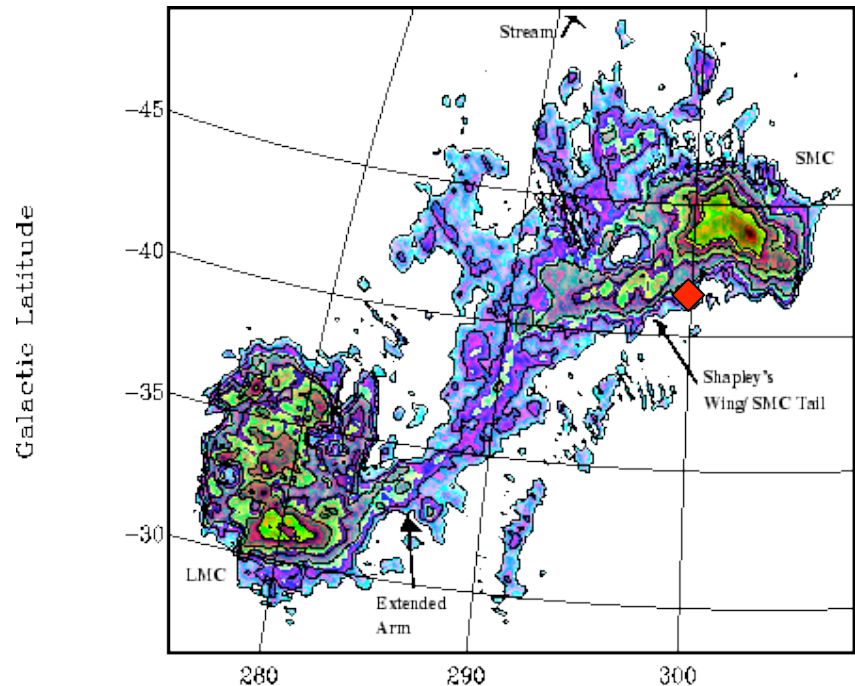 Stream
-45
SMC
-40
Galactic Latitude
-35
Shapley's
Wing/SMC Tail
-30
LMC
Extended
Arm
280
290
300